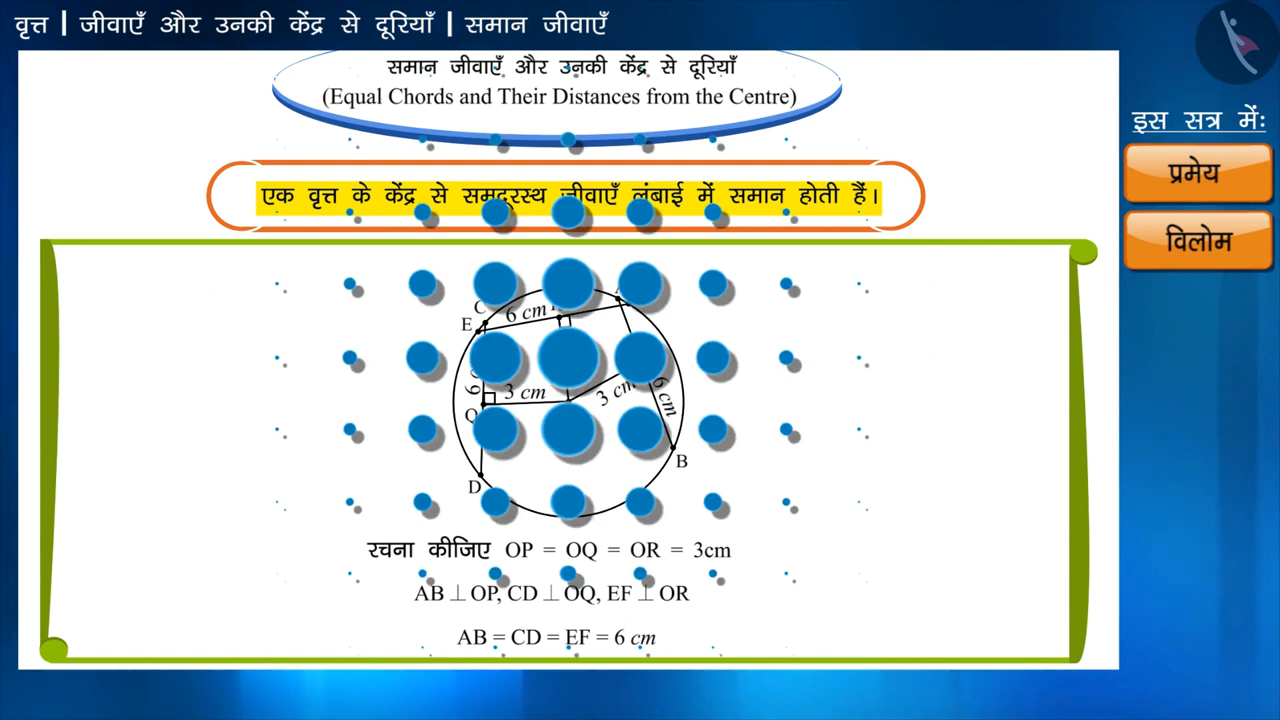 वृत्त | जीवाएँ और उनकी केंद्र से दूरियाँ | समान जीवाएँ
समान जीवाएँ और उनकी केंद्र से दूरियाँ
(Equal Chords and Their Distances from the Centre)
इस सत्र में:
प्रमेय
विलोम
एक वृत्त के केंद्र से समदूरस्थ जीवाएँ लंबाई में समान होती हैं।
C
E
6 cm
3 cm
3 cm
6 cm
Q
B
D
रचना कीजिए OP = OQ = OR = 3cm
AB ⊥ OP, CD ⊥ OQ, EF ⊥ OR
AB = CD = EF = 6 cm